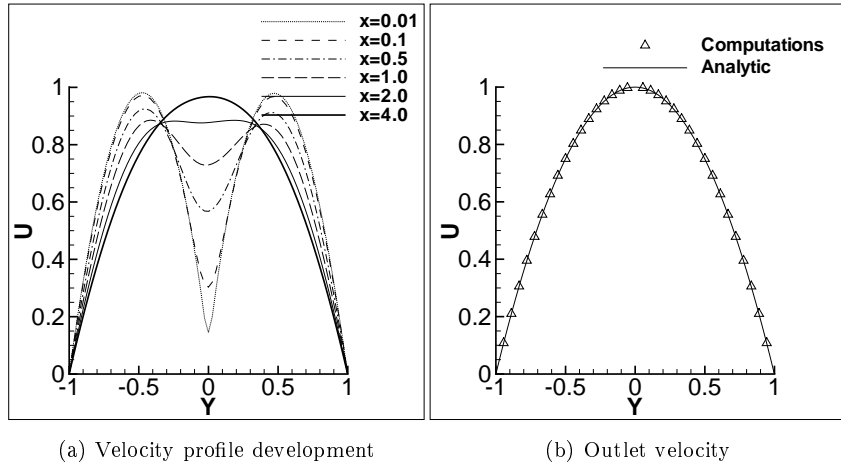 x=0.01
x=0.1
x=0.5
x=1.0
x=2.0
x=4.0
1
0.8
0.6
0.4
0.2
0
U
-1 -0.5 0 0.5 1
Y
Computations
Analytic
1
0.8
0.6
0.4
0.2
0
U
-1 -0.5 0 0.5 1
Y
(a) Velocity profile development
(b) Outlet velocity